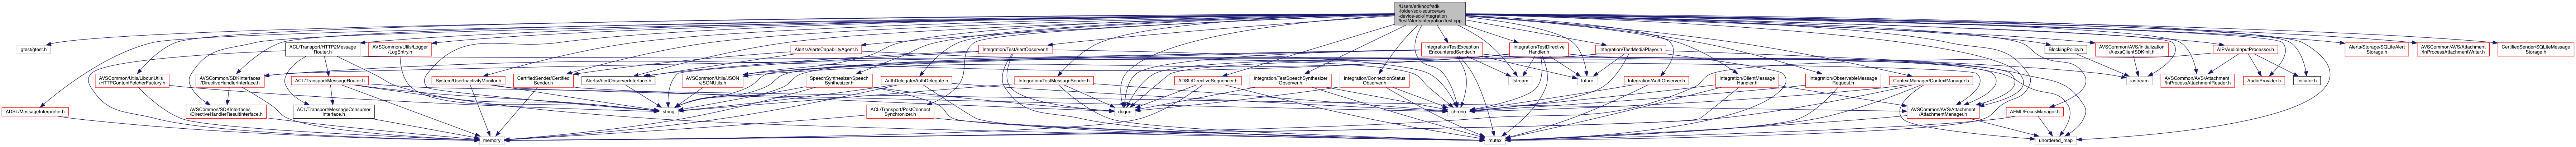 /Users/erikhopf/sdk
-folder/sdk-source/avs
-device-sdk/Integration
/test/AlertsIntegrationTest.cpp
gtest/gtest.h
ACL/Transport/HTTP2Message
Router.h
AVSCommon/Utils/Logger
/LogEntry.h
Alerts/AlertsCapabilityAgent.h
Integration/TestAlertObserver.h
Integration/TestException
EncounteredSender.h
Integration/TestDirective
Handler.h
Integration/TestMediaPlayer.h
BlockingPolicy.h
AVSCommon/AVS/Initialization
/AlexaClientSDKInit.h
AIP/AudioInputProcessor.h
Alerts/Storage/SQLiteAlert
Storage.h
AVSCommon/AVS/Attachment
/InProcessAttachmentWriter.h
CertifiedSender/SQLiteMessage
Storage.h
AVSCommon/Utils/LibcurlUtils
/HTTPContentFetcherFactory.h
AVSCommon/SDKInterfaces
/DirectiveHandlerInterface.h
ACL/Transport/MessageRouter.h
System/UserInactivityMonitor.h
CertifiedSender/Certified
Sender.h
Alerts/AlertObserverInterface.h
AVSCommon/Utils/JSON
/JSONUtils.h
SpeechSynthesizer/Speech
Synthesizer.h
AuthDelegate/AuthDelegate.h
Integration/TestMessageSender.h
ADSL/DirectiveSequencer.h
Integration/TestSpeechSynthesizer
Observer.h
Integration/ConnectionStatus
Observer.h
fstream
future
Integration/AuthObserver.h
Integration/ClientMessage
Handler.h
Integration/ObservableMessage
Request.h
ContextManager/ContextManager.h
iostream
AVSCommon/AVS/Attachment
/InProcessAttachmentReader.h
AudioProvider.h
Initiator.h
ADSL/MessageInterpreter.h
AVSCommon/SDKInterfaces
/DirectiveHandlerResultInterface.h
ACL/Transport/MessageConsumer
Interface.h
string
ACL/Transport/PostConnect
Synchronizer.h
deque
chrono
AVSCommon/AVS/Attachment
/AttachmentManager.h
AFML/FocusManager.h
memory
mutex
unordered_map